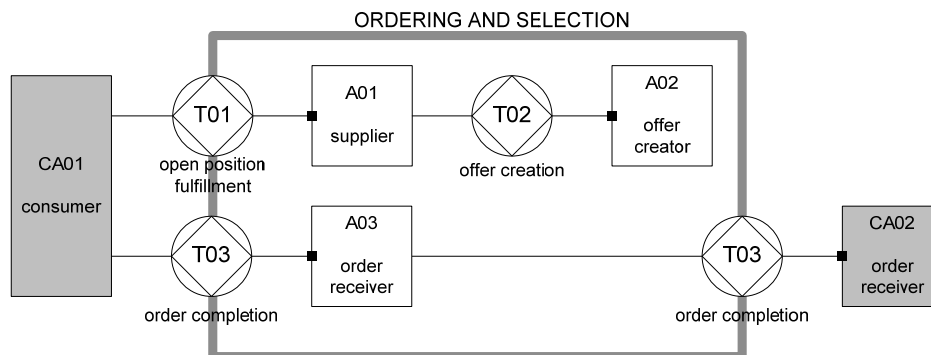 ORDERING AND SELECTION
CA01
consumer
T01
open position
fulfillment
A01
supplier
T02
offer creation
A02
offer
creator
T03
order completion
A03
order
receiver
T03
order completion
CA02
order
receiver